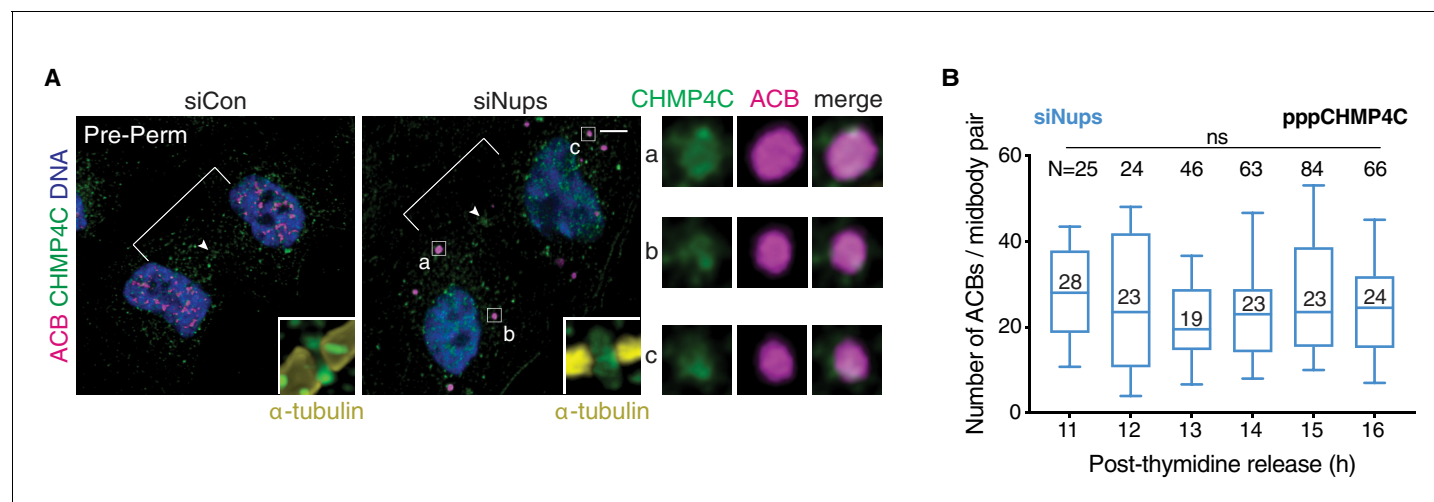 A
siCon
siNups
CHMP4C ACB merge
ACB CHMP4C DNA
Pre-Perm
a
b
c
a
b
c
α-tubulin
α-tubulin
B
siNups pppCHMP4C
ns
N=25 24 46 63 84 66
Number of ACBs / midbody pair
60
40
20
0
28 23 19 23 23 24
11 12 13 14 15 16
Post-thymidine release (h)